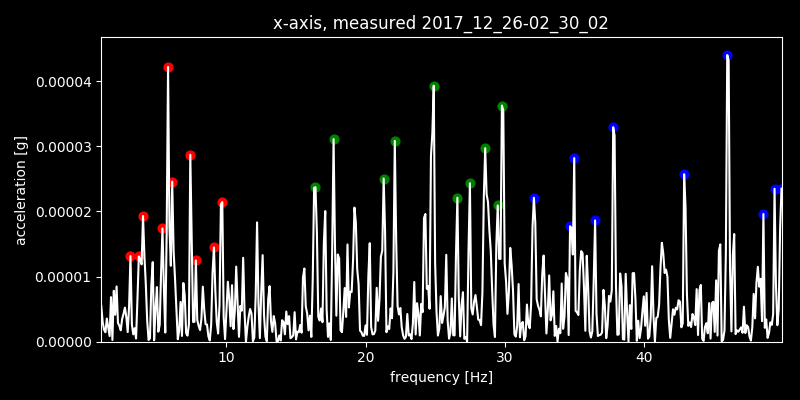 x-axis, measured 2017_12_26-02_30_02
0.00004
0.00003
0.00002
0.00001
0.00000
acceleration [g]
10 20 30 40
frequency [Hz]